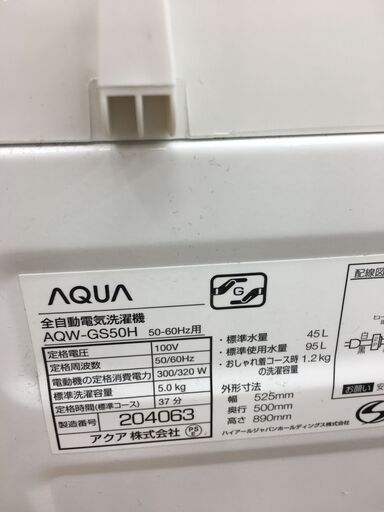 AQUA
全自動電気洗濯機
AQW-GS50H 50-60Hz用
定格電圧 100V
定格周波数 50/60Hz
電動機の定格消費電力 300/320 W
標準洗濯容量 5.0 kg
定格時間(標準コース) 37 分
製造番号 204063
アクア 株式会社
PS
E
G
・標準水量 45 L
・標準使用水量 95 L
・おしゃれ着コース時 1.2 kg
の洗濯容量
外形寸法
幅 525mm
奥行 500mm
高さ 890mm
ハイアールジャパンホールディングス株式会社
配線図
白
黒
お願い 安